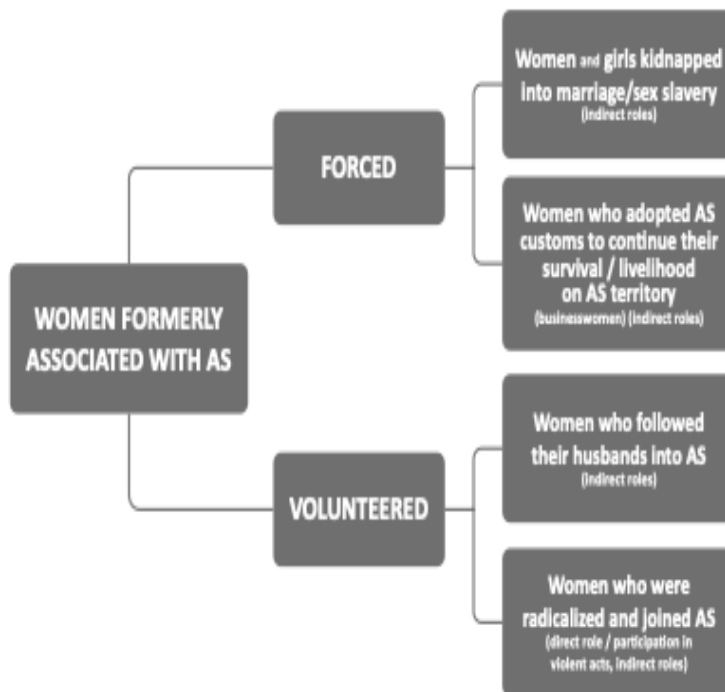 WOMEN FORMERLY
ASSOCIATED WITH AS
FORCED
Women and girls kidnapped
into marriage/sex slavery
(indirect roles)
Women who adopted AS
customs to continue their
survival / livelihood
on AS territory
(businesswomen) (indirect roles)
VOLUNTEERED
Women who followed
their husbands into AS
(indirect roles)
Women who were
radicalized and joined AS
(direct role / participation in
violent acts, indirect roles)